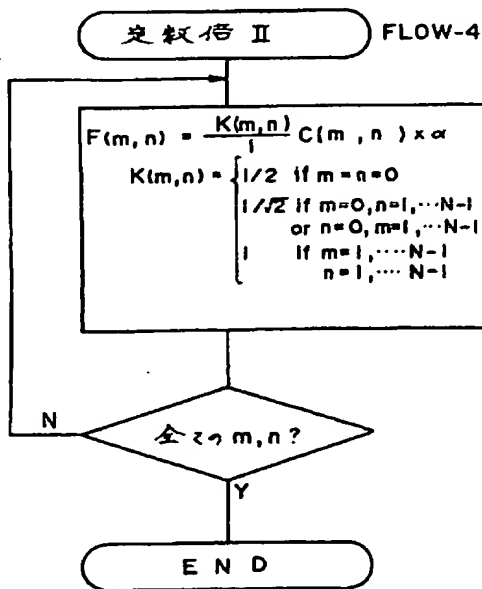 定数倍 II
FLOW-4
F(m,n) = K(m,n)/1 C(m,n) × α
K(m,n) = { 1/2 if m=n=0
1/√2 if m=0,n=1,···N-1
or n=0,m=1,···N-1
1 if m=1,····N-1
n=1,····N-1
全ての m,n?
N
Y
END